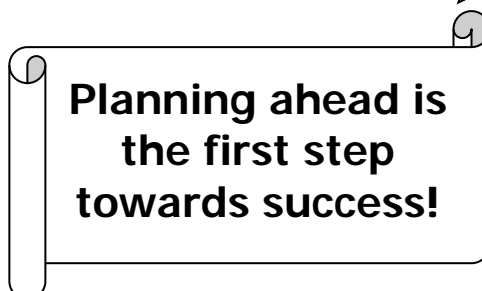 Planning ahead is
the first step
towards success!